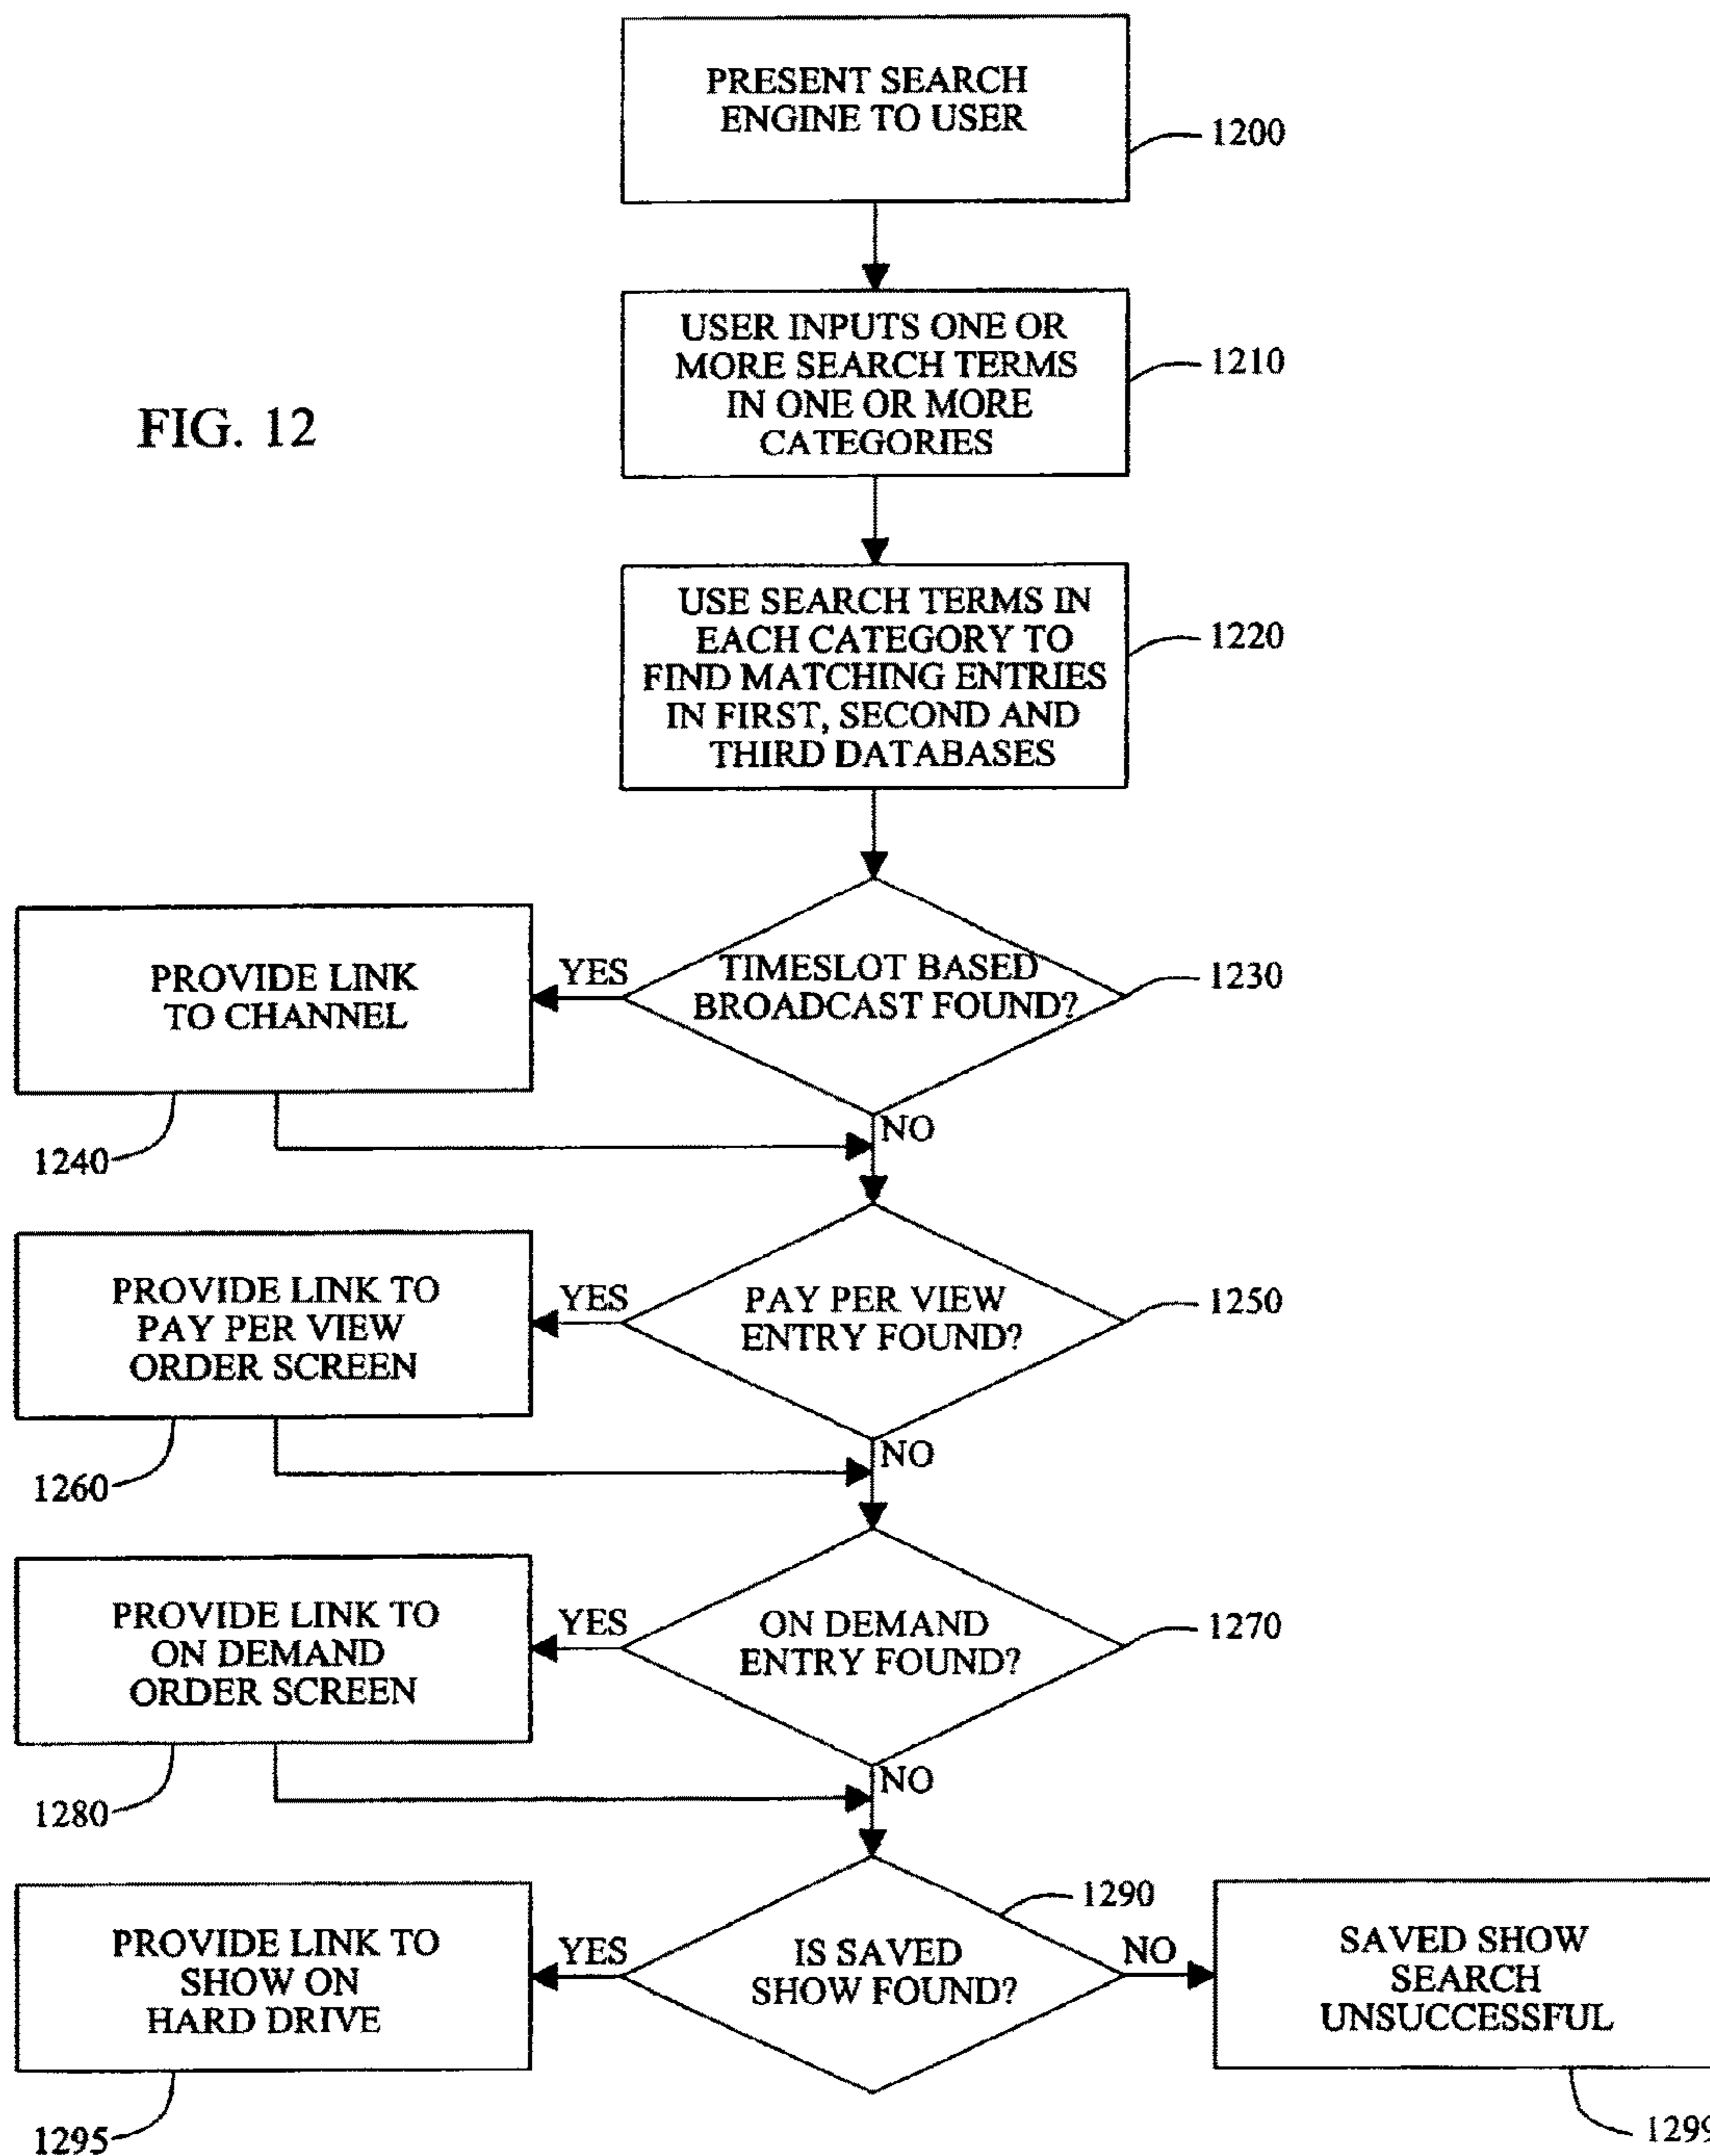 PRESENT SEARCH
ENGINE TO USER
1200
USER INPUTS ONE OR
MORE SEARCH TERMS
IN ONE OR MORE
CATEGORIES
1210
FIG. 12
USE SEARCH TERMS IN
EACH CATEGORY TO
FIND MATCHING ENTRIES
IN FIRST, SECOND AND
THIRD DATABASES
1220
TIMESLOT BASED
BROADCAST FOUND?
1230
YES
PROVIDE LINK
TO CHANNEL
1240
NO
PAY PER VIEW
ENTRY FOUND?
1250
YES
PROVIDE LINK TO
PAY PER VIEW
ORDER SCREEN
1260
NO
ON DEMAND
ENTRY FOUND?
1270
YES
PROVIDE LINK TO
ON DEMAND
ORDER SCREEN
1280
NO
IS SAVED
SHOW FOUND?
1290
YES
PROVIDE LINK TO
SHOW ON
HARD DRIVE
1295
NO
SAVED SHOW
SEARCH
UNSUCCESSFUL
1299